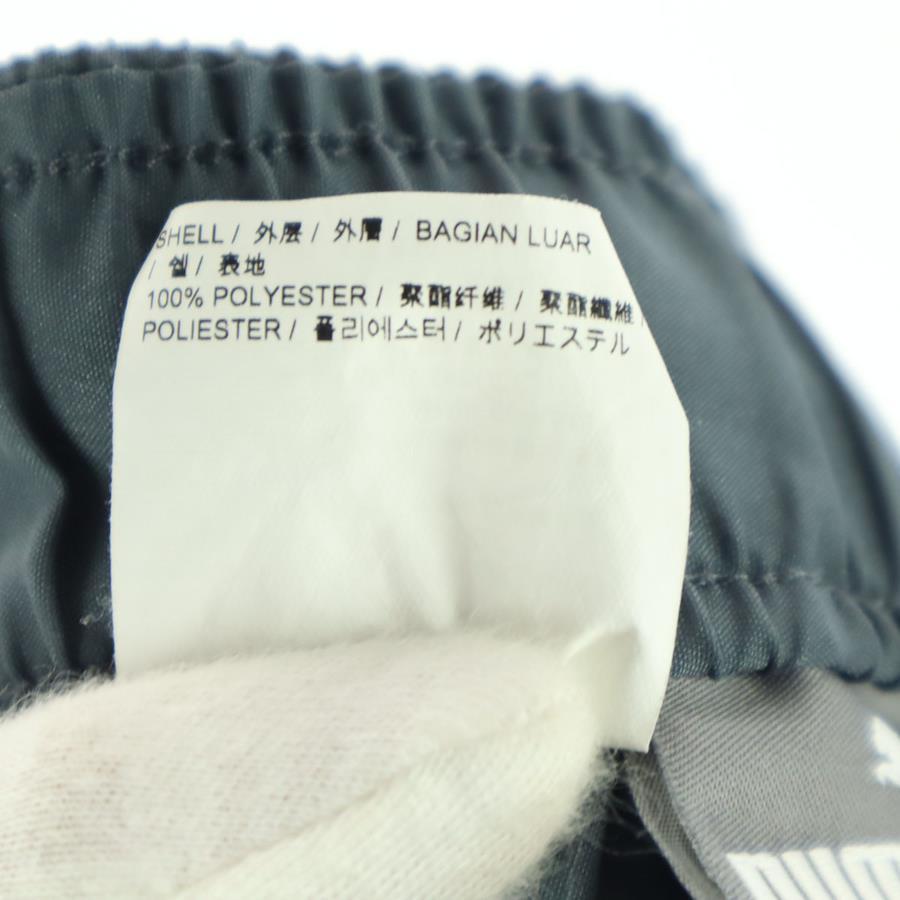 SHELL / 外层 / 外層 / BAGIAN LUAR
/ 쉘 / 表地
100% POLYESTER / 聚酯纤维 / 聚酯纖維 /
POLIESTER / 폴리에스터 / ポリエステル
PUMA